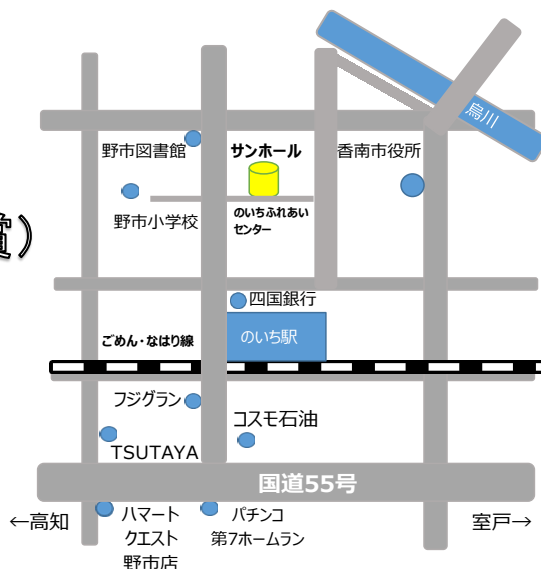 烏川
野市図書館
サンホール
香南市役所
野市小学校
のいちふれあい
センター
賞）
四国銀行
ごめん・なはり線
のいち駅
フジグラン
コスモ石油
TSUTAYA
国道55号
←高知
ハマート
クエスト
野市店
パチンコ
第7ホームラン
室戸→